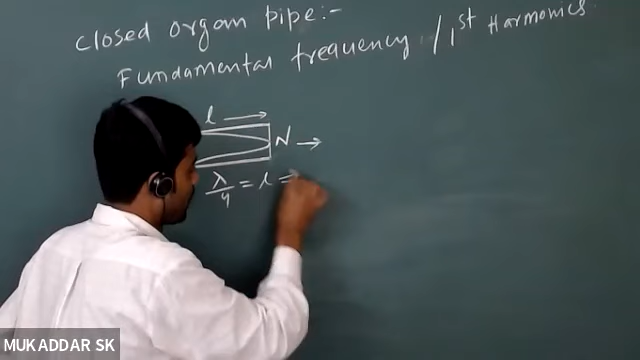 closed organ pipe:-
Fundamental frequency / 1st Harmonics
l →
N →
λ/4 = l ⇒
MUKADDAR SK